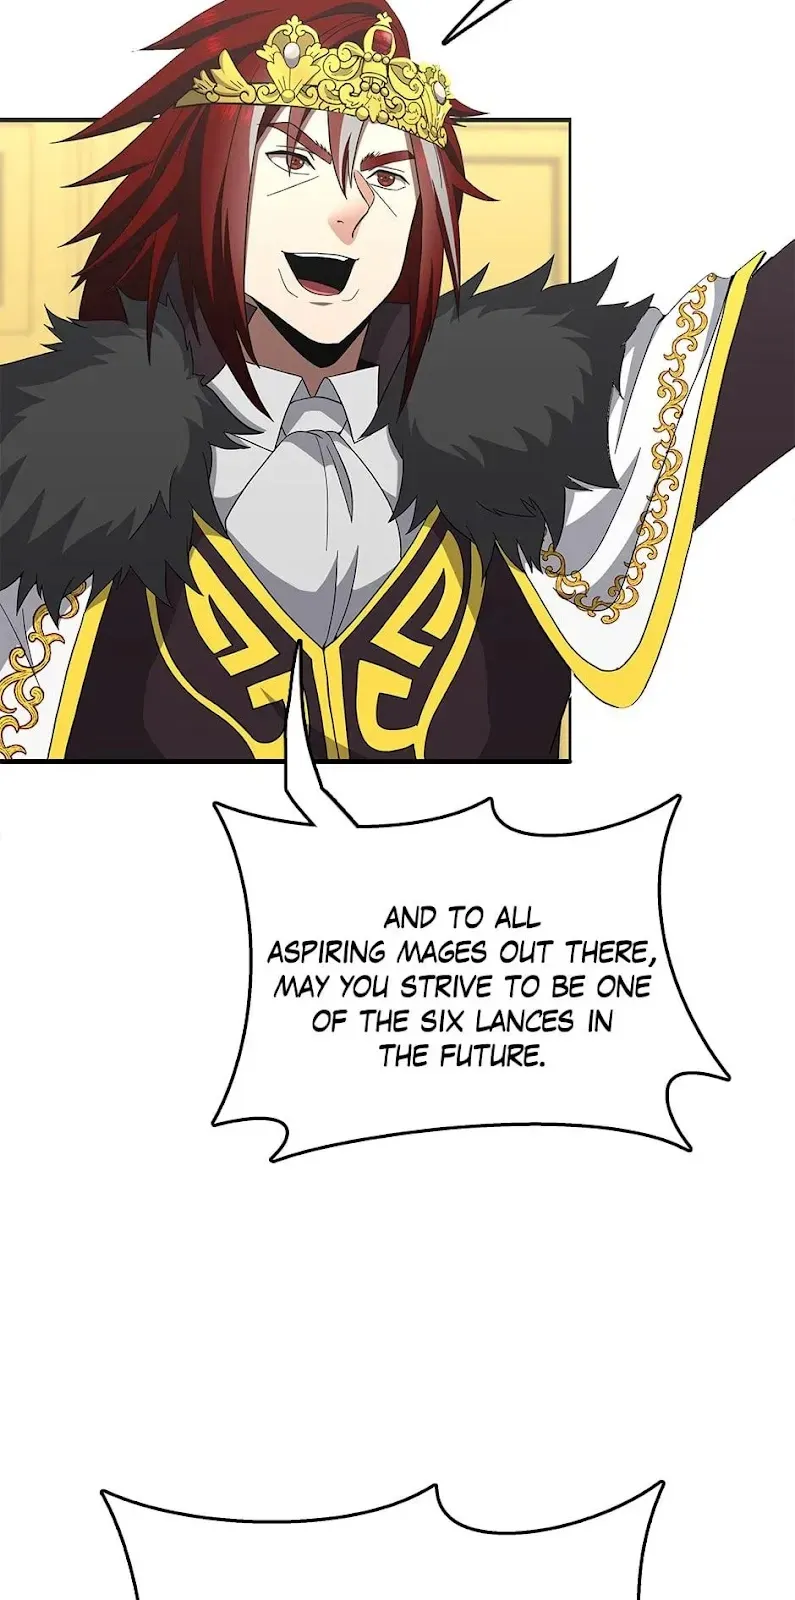 AND TO ALL
ASPIRING MAGES OUT THERE,
MAY YOU STRIVE TO BE ONE
OF THE SIX LANCES IN
THE FUTURE.